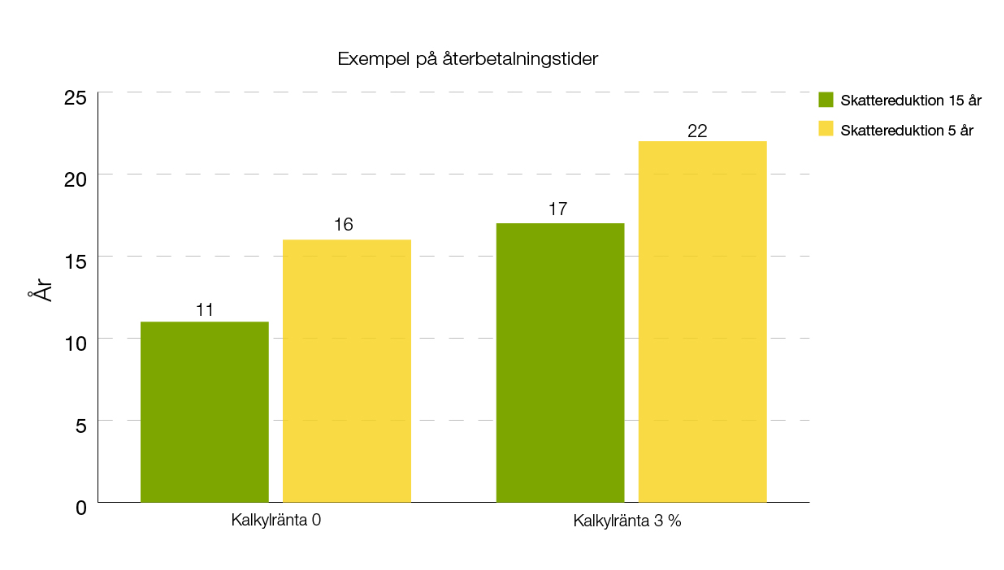 Exempel på återbetalningstider
25
20
15
10
5
0
År
11
16
17
22
Kalkylränta 0
Kalkylränta 3 %
Skattereduktion 15 år
Skattereduktion 5 år